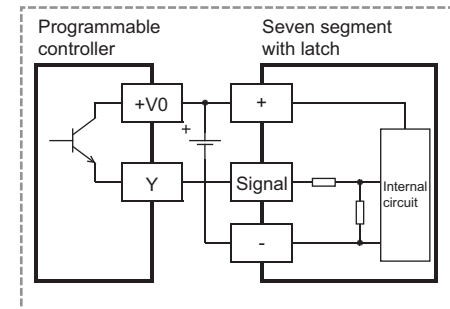 Programmable
controller
Seven segment
with latch
+V0
+
+
Y
Signal
Internal
circuit
-